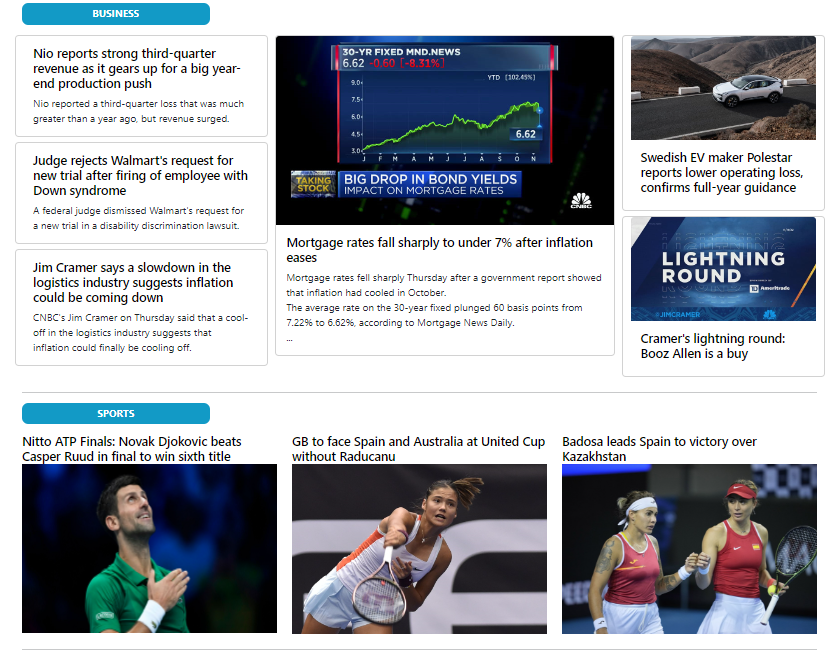 BUSINESS
Nio reports strong third-quarter
revenue as it gears up for a big year-
end production push
Nio reported a third-quarter loss that was much
greater than a year ago, but revenue surged.
Judge rejects Walmart's request for
new trial after firing of employee with
Down syndrome
A federal judge dismissed Walmart's request for
a new trial in a disability discrimination lawsuit.
Jim Cramer says a slowdown in the
logistics industry suggests inflation
could be coming down
CNBC's Jim Cramer on Thursday said that a cool-
off in the logistics industry suggests that
inflation could finally be cooling off.
30-YR FIXED MND.NEWS
6.62 -0.60 [-8.31%]
YTD [102.45%]
9.0
7.5
6.0
4.5
3.0
J F M A M J J A S O N
6.62
TAKING
STOCK
BIG DROP IN BOND YIELDS
IMPACT ON MORTGAGE RATES
CNBC
Mortgage rates fall sharply to under 7% after inflation
eases
Mortgage rates fell sharply Thursday after a government report showed
that inflation had cooled in October.
The average rate on the 30-year fixed plunged 60 basis points from
7.22% to 6.62%, according to Mortgage News Daily.
...
Swedish EV maker Polestar
reports lower operating loss,
confirms full-year guidance
LIGHTNING
LIGHTNING
ROUND
Ameritrade
#JIMCRAMER
Cramer's lightning round:
Booz Allen is a buy
SPORTS
Nitto ATP Finals: Novak Djokovic beats
Casper Ruud in final to win sixth title
GB to face Spain and Australia at United Cup
without Raducanu
Badosa leads Spain to victory over
Kazakhstan